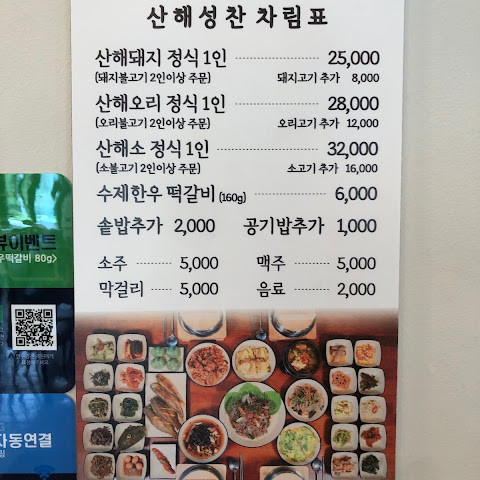 산해성찬 차림표
산해돼지 정식 1인 25,000
(돼지불고기 2인이상 주문) 돼지고기 추가 8,000
산해오리 정식 1인 28,000
(오리불고기 2인이상 주문) 오리고기 추가 12,000
산해소 정식 1인 32,000
(소불고기 2인이상 주문) 소고기 추가 16,000
수제한우 떡갈비 (160g) 6,000
솥밥추가 2,000 공기밥추가 1,000
소주 5,000 맥주 5,000
막걸리 5,000 음료 2,000
뷰이벤트
우떡갈비 80g>
자동연결